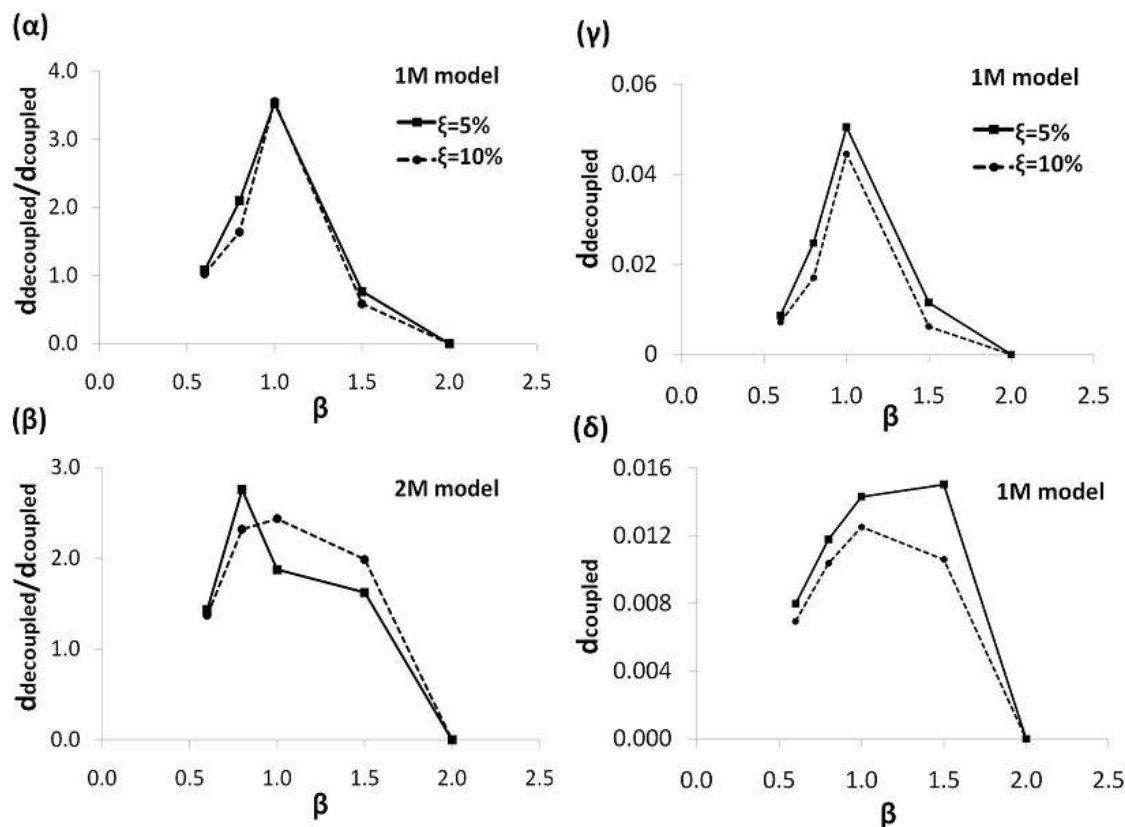 (α)
1M model
ξ=5%
ξ=10%
ddecoupled/dcoupled
4.0
3.0
2.0
1.0
0.0
0.0 0.5 1.0 1.5 2.0 2.5
β
(γ)
1M model
ξ=5%
ξ=10%
ddecoupled
0.06
0.04
0.02
0
0.0 0.5 1.0 1.5 2.0 2.5
β
(β)
2M model
ddecoupled/dcoupled
3.0
2.0
1.0
0.0
0.0 0.5 1.0 1.5 2.0 2.5
β
(δ)
1M model
dcoupled
0.016
0.012
0.008
0.004
0.000
0.0 0.5 1.0 1.5 2.0 2.5
β